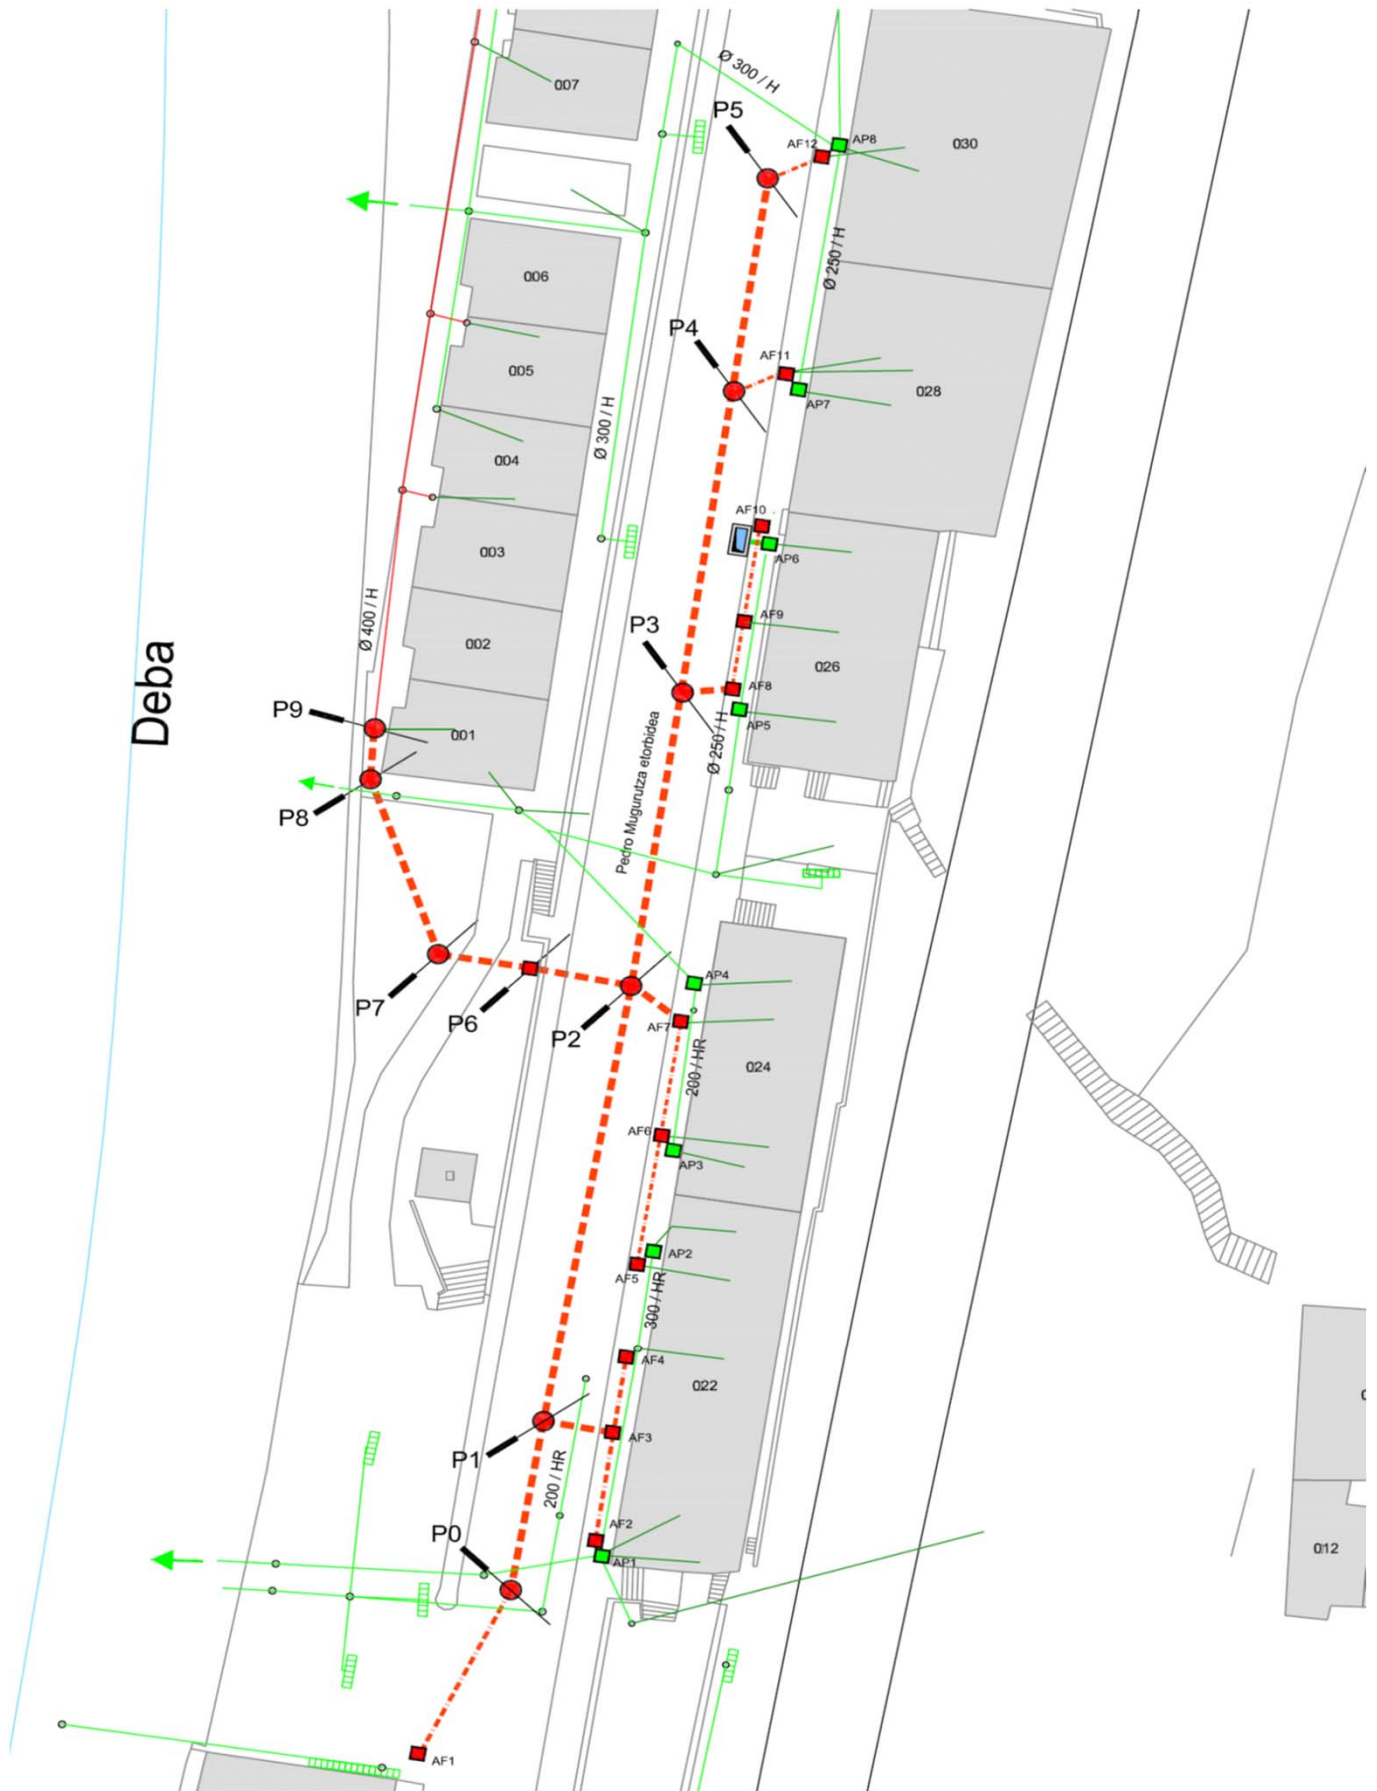 007
Ø 300 / H
P5
AF12
AP8
030
006
Ø 250 / H
P4
AF11
005
028
AP7
Ø 300 / H
004
AF10
003
AP6
Ø 400 / H
P3
AF9
002
026
Deba
AF8
P9
001
AP5
Ø 250 / H
Pedro Mugurutza etorbidea
P8
AP4
P7
P6
P2
AF7
200 / HR
024
AF6
AP3
AP2
AF5
300 / HR
AF4
022
P1
AF3
200 / HR
P0
AF2
AP1
012
AF1